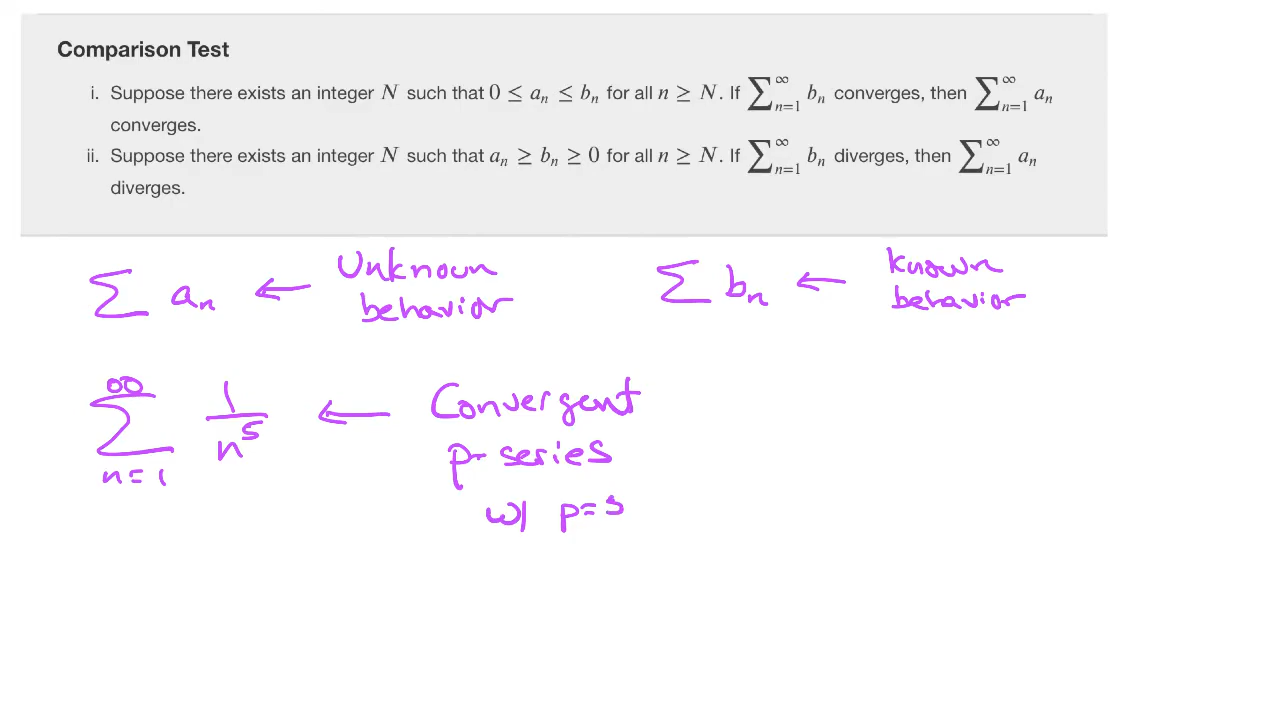 Comparison Test
i. Suppose there exists an integer N such that 0 ≤ aₙ ≤ bₙ for all n ≥ N. If ∑_{n=1}^{∞} bₙ converges, then ∑_{n=1}^{∞} aₙ
converges.
ii. Suppose there exists an integer N such that aₙ ≥ bₙ ≥ 0 for all n ≥ N. If ∑_{n=1}^{∞} bₙ diverges, then ∑_{n=1}^{∞} aₙ
diverges.
∑ aₙ ← Unknown behavior
∑ bₙ ← known behavior
∑_{n=1}^{∞} 1/n⁵ ← Convergent
p-series
w/ p=5